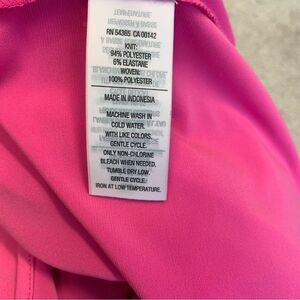 RN 54365 CA 00142
KNIT:
94% POLYESTER
6% ELASTANE
WOVEN:
100% POLYESTER
MADE IN INDONESIA
MACHINE WASH IN
COLD WATER.
WITH LIKE COLORS.
GENTLE CYCLE.
ONLY NON-CHLORINE
BLEACH WHEN NEEDED.
TUMBLE DRY LOW.
GENTLE CYCLE.
IRON AT LOW TEMPERATURE.